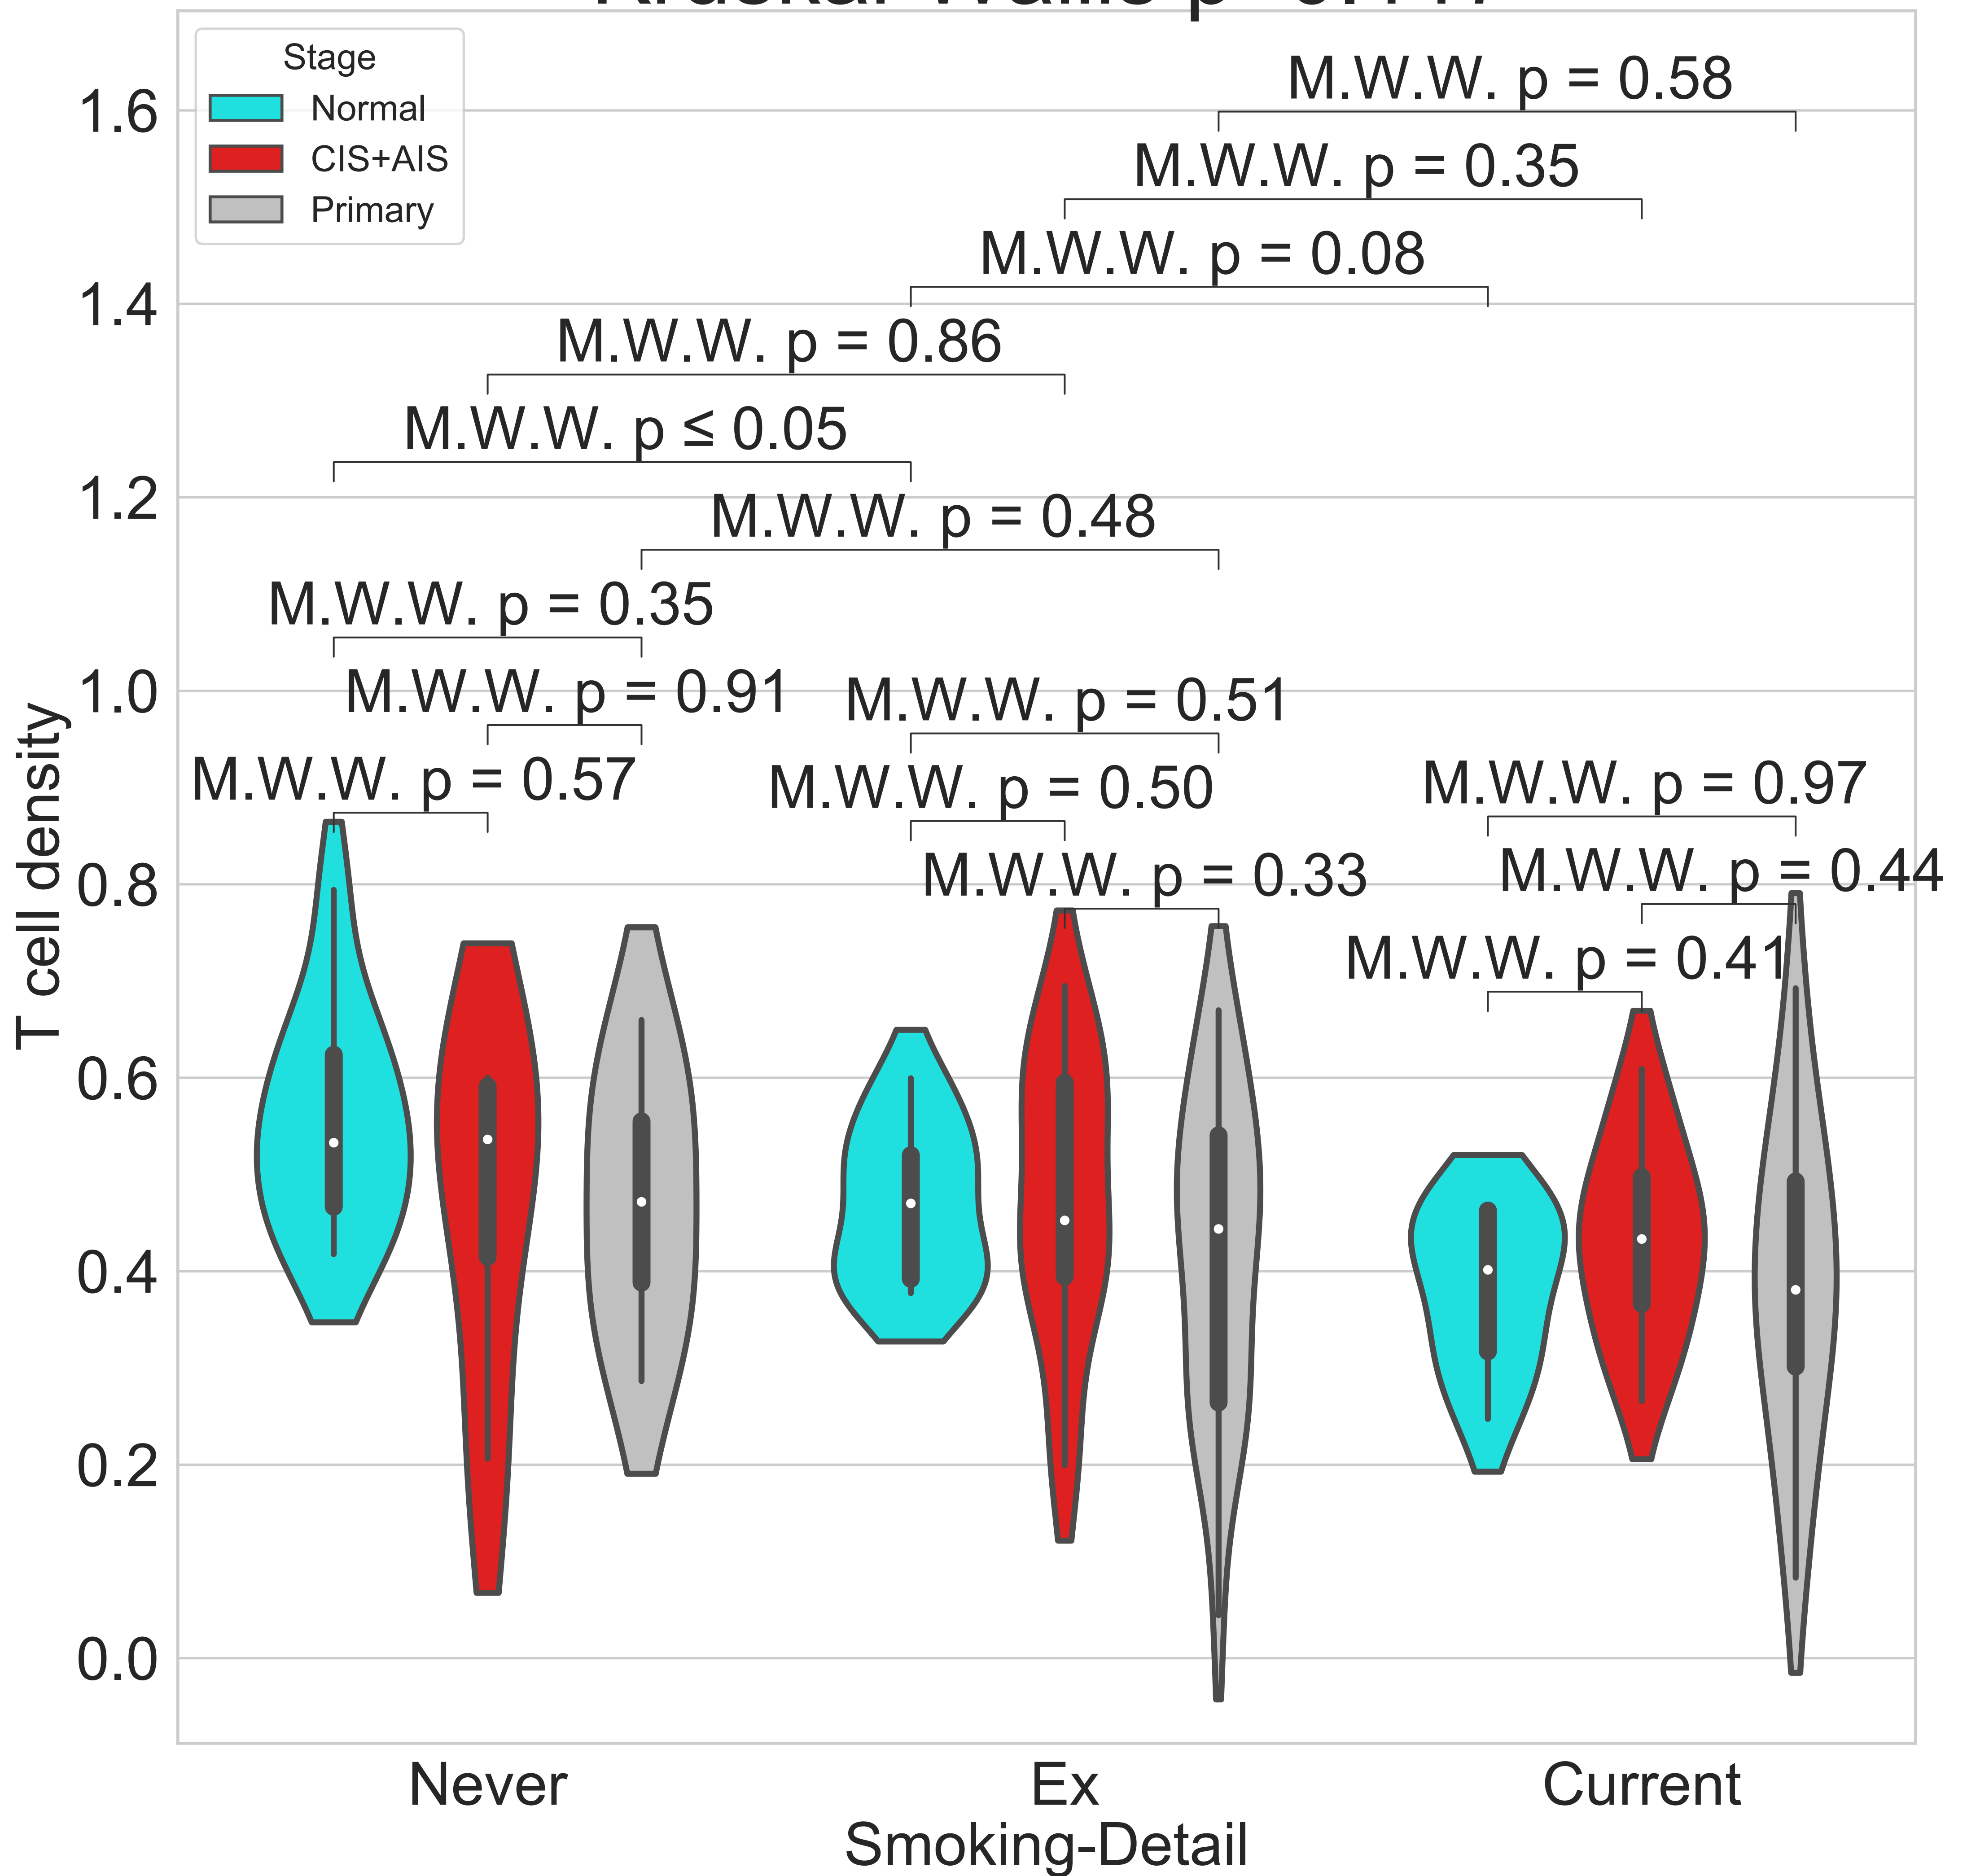 Stage
Normal
CIS+AIS
Primary
M.W.W. p = 0.58
M.W.W. p = 0.35
M.W.W. p = 0.08
M.W.W. p = 0.86
M.W.W. p ≤ 0.05
M.W.W. p = 0.48
M.W.W. p = 0.35
M.W.W. p = 0.91
M.W.W. p = 0.51
M.W.W. p = 0.57
M.W.W. p = 0.50
M.W.W. p = 0.97
M.W.W. p = 0.33
M.W.W. p = 0.44
M.W.W. p = 0.41
T cell density
1.6
1.4
1.2
1.0
0.8
0.6
0.4
0.2
0.0
Never
Ex
Current
Smoking-Detail